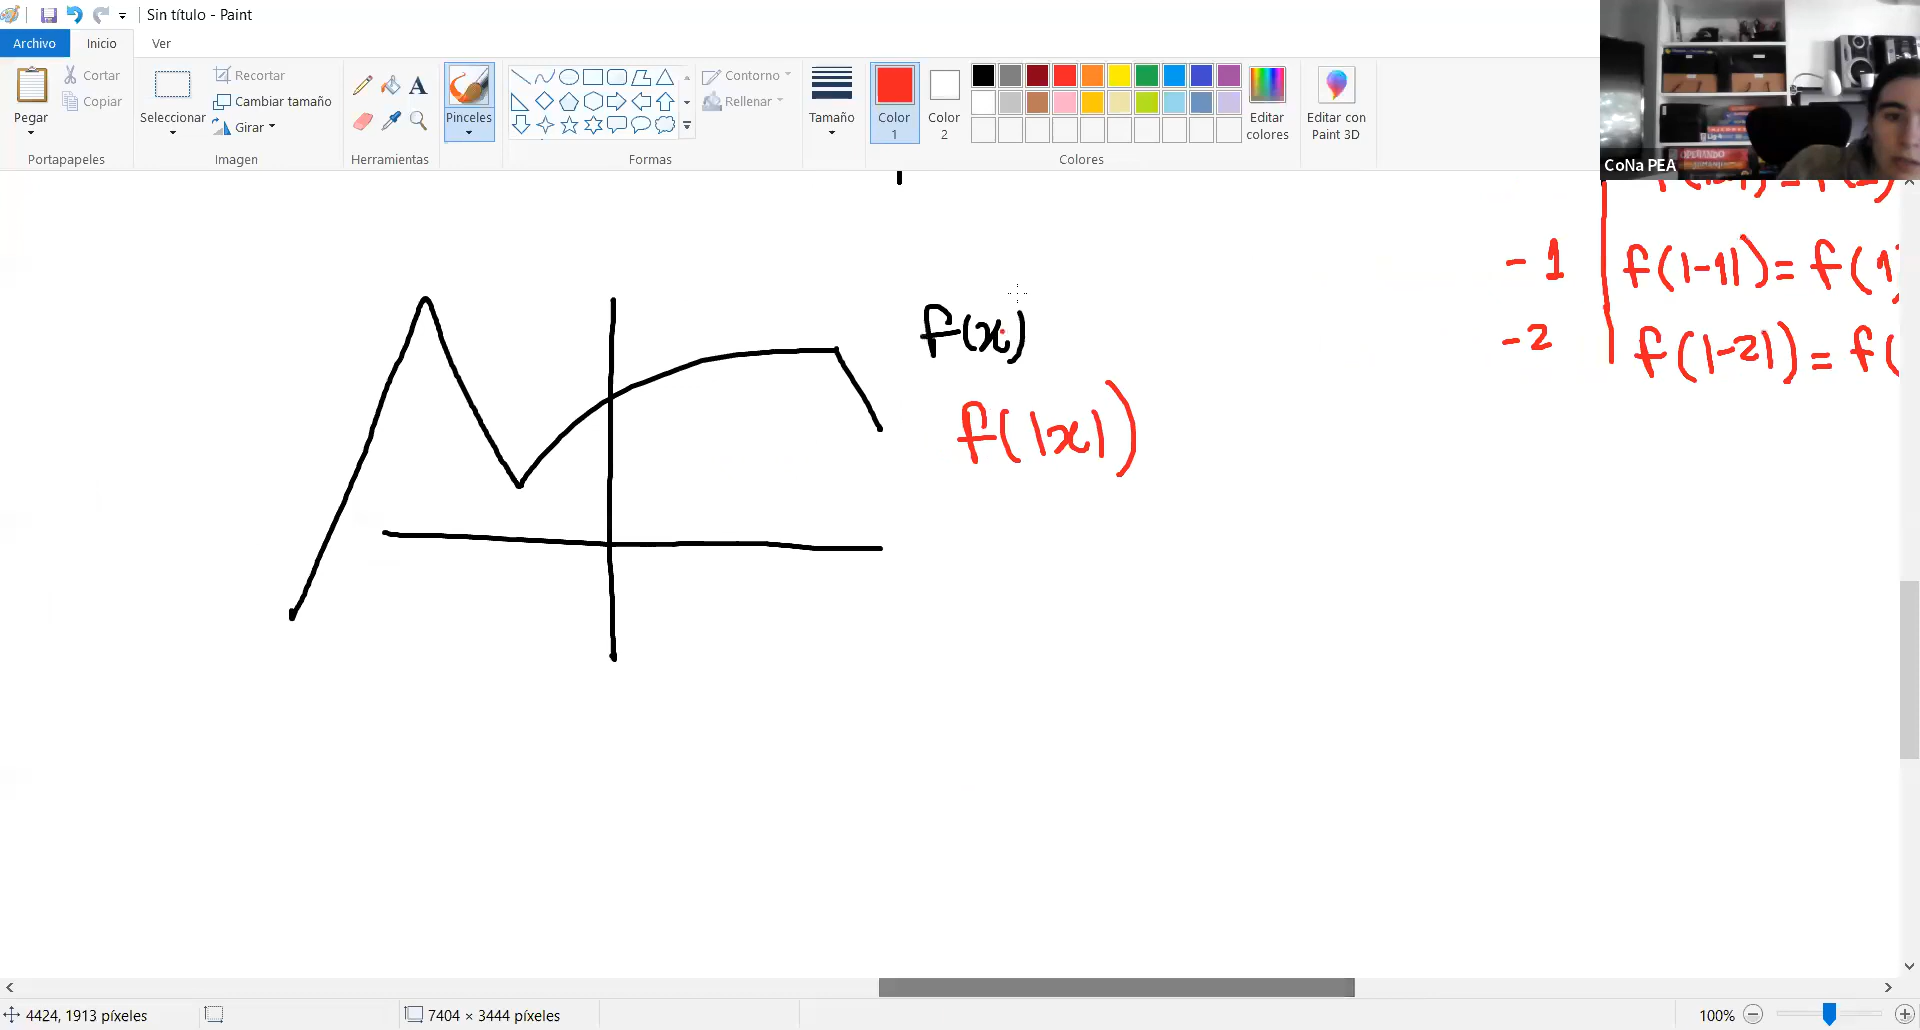 Sin título - Paint
Archivo Inicio Ver
Pegar
Cortar
Copiar
Portapapeles
Seleccionar
Recortar
Cambiar tamaño
Girar
Imagen
A
Herramientas
Pinceles
Contorno
Rellenar
Formas
Tamaño
Color 1
Color 2
Editar colores
Colores
Editar con Paint 3D
CoNa PEA
-1 f(|-1|) = f(1)
-2 f(|-2|) = f(
f(x)
f(|x|)
4424, 1913 píxeles
7404 × 3444 píxeles
100%